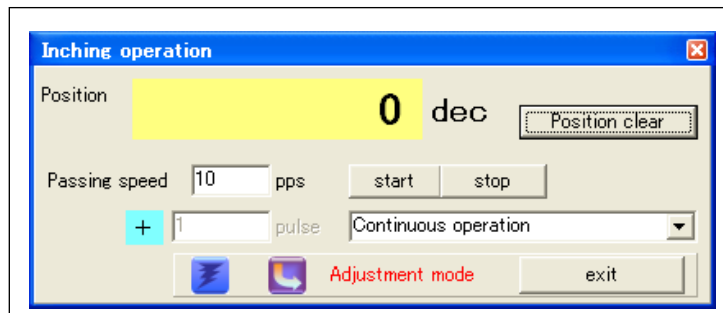 Inching operation
Position 0 dec Position clear
Passing speed 10 pps start stop
+ 1 pulse Continuous operation
Adjustment mode exit